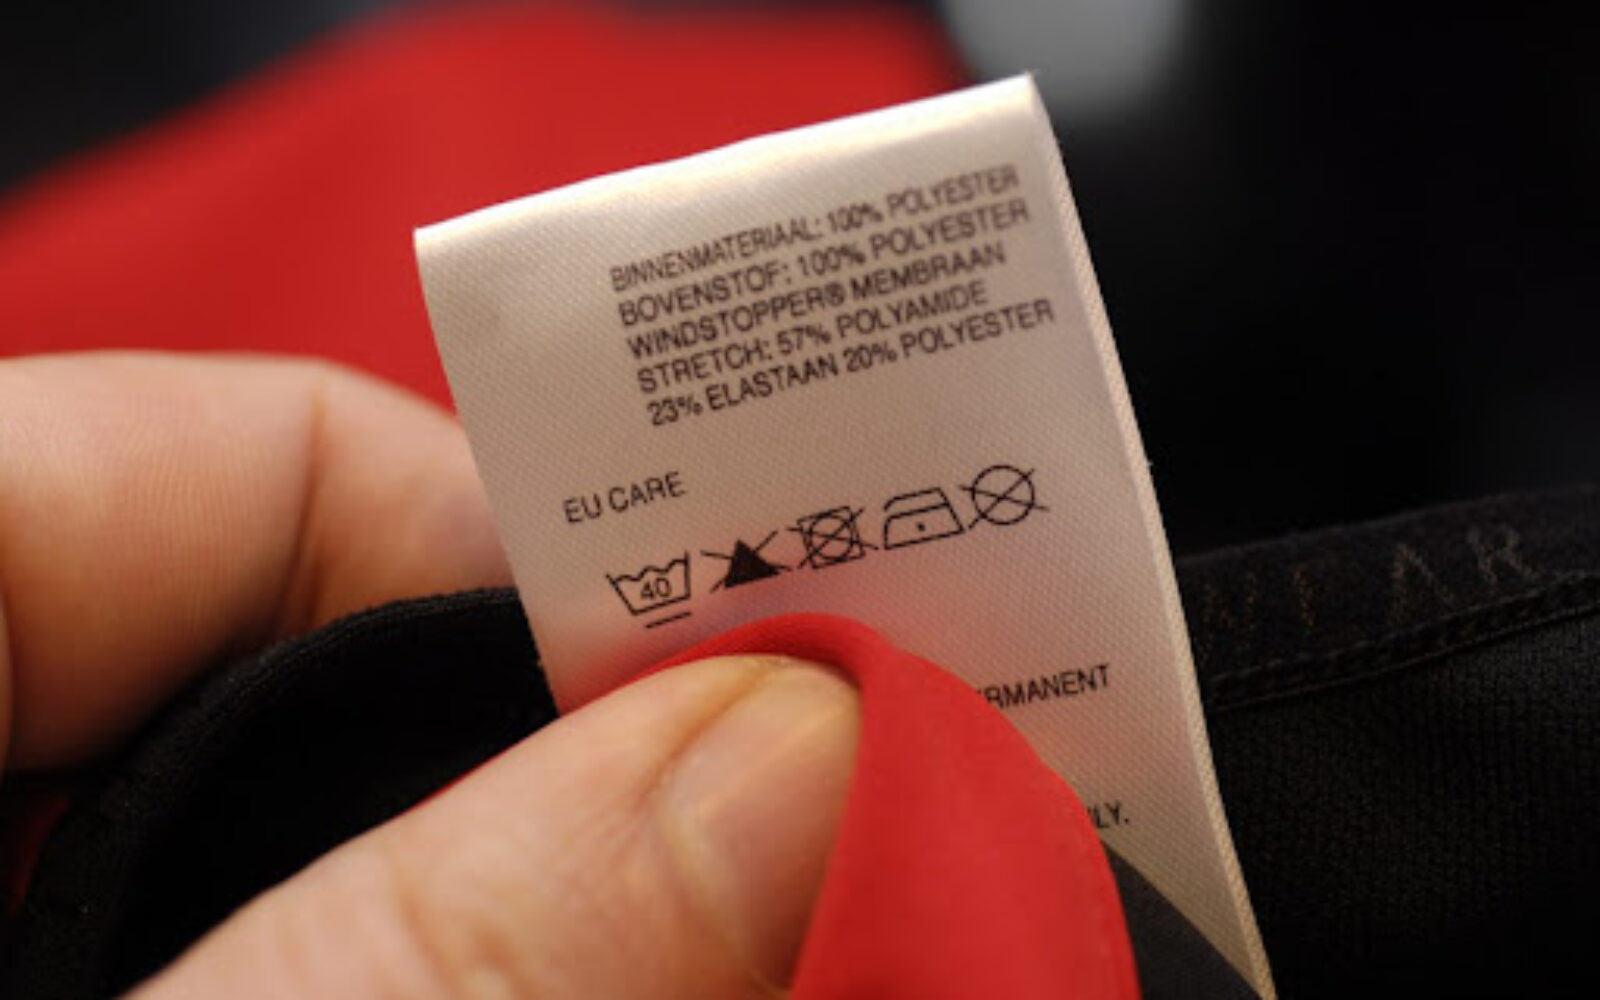 BINNENMATERIAAL: 100% POLYESTER
BOVENSTOF: 100% POLYESTER
WINDSTOPPER® MEMBRAAN
STRETCH: 57% POLYAMIDE
23% ELASTAAN 20% POLYESTER
EU CARE
40
RMANENT
LY.